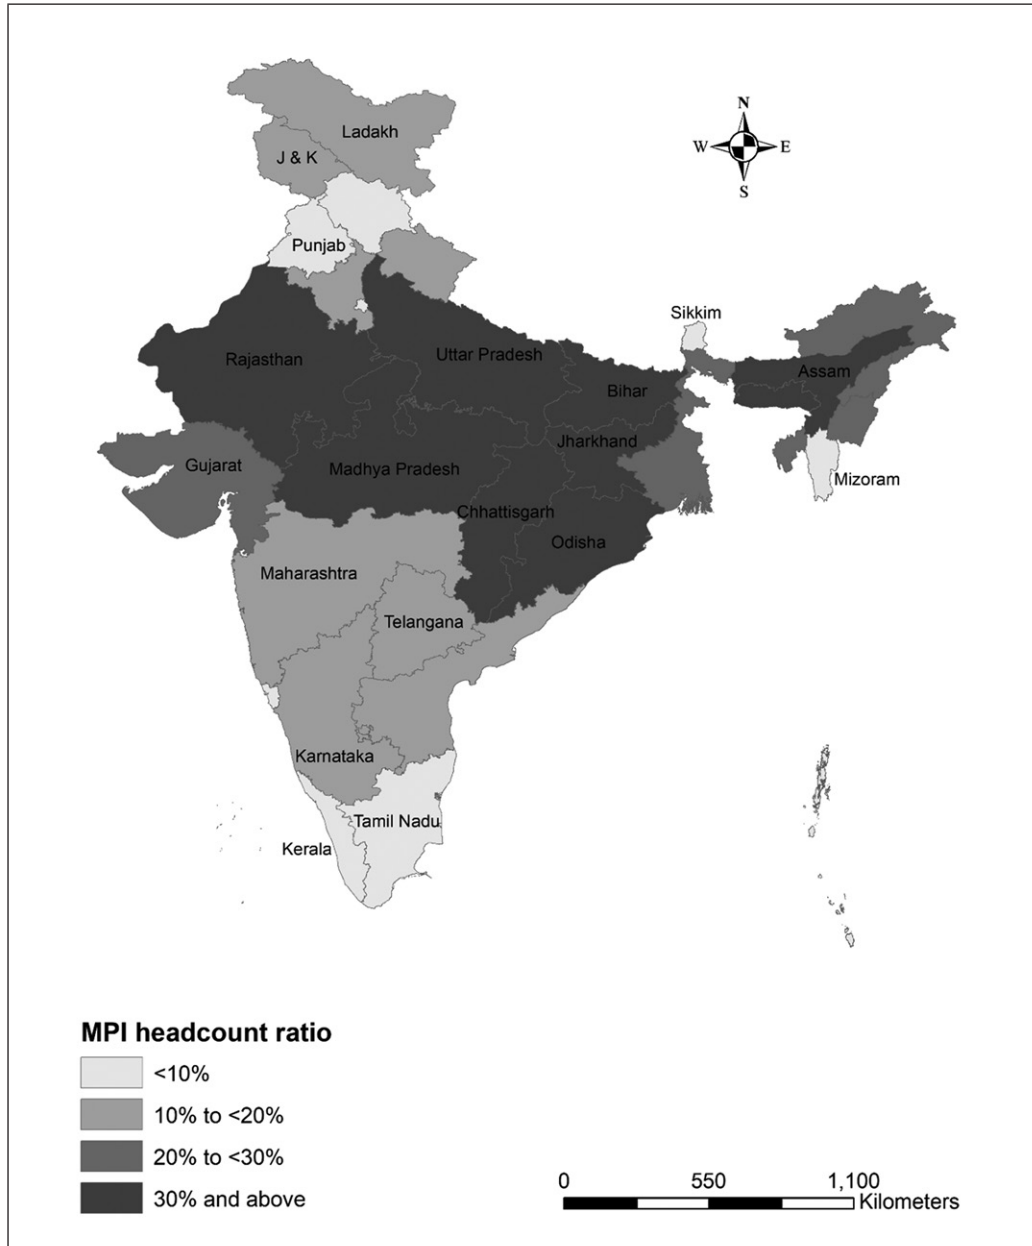 N
W E
S
Ladakh
J & K
Punjab
Sikkim
Rajasthan
Uttar Pradesh
Assam
Bihar
Jharkhand
Gujarat
Madhya Pradesh
Mizoram
Chhattisgarh
Odisha
Maharashtra
Telangana
Karnataka
Tamil Nadu
Kerala
MPI headcount ratio
<10%
10% to <20%
20% to <30%
30% and above
0 550 1,100
Kilometers